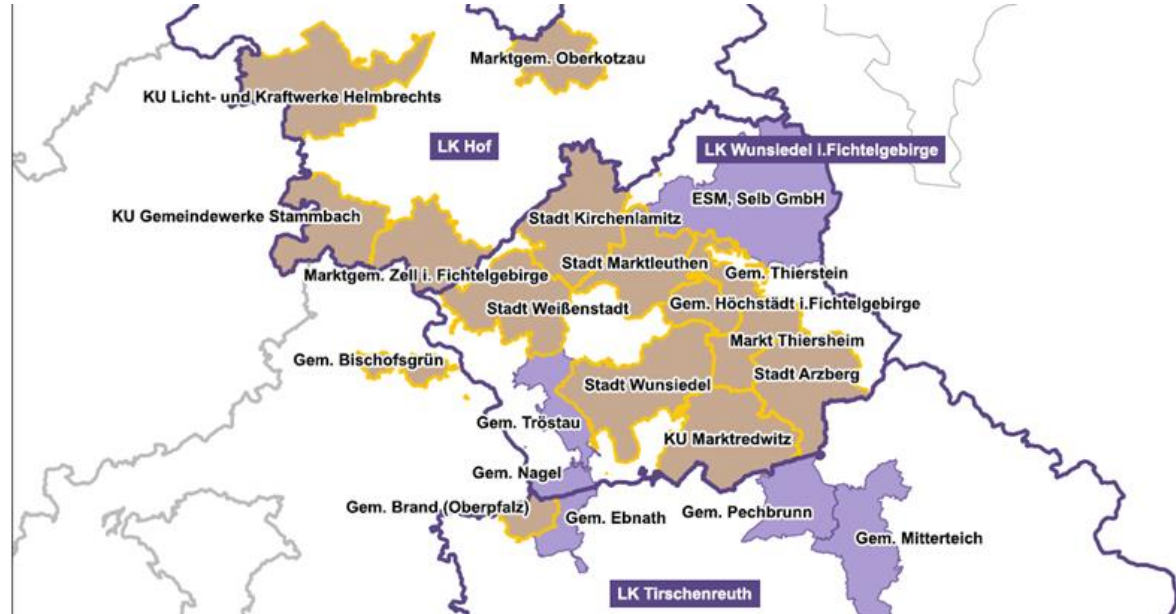 Marktgem. Oberkotzau
KU Licht- und Kraftwerke Helmbrechts
LK Hof
LK Wunsiedel i.Fichtelgebirge
ESM, Selb GmbH
KU Gemeindewerke Stammbach
Stadt Kirchenlamitz
Stadt Marktleuthen
Gem. Thierstein
Marktgem. Zell i. Fichtelgebirge
Stadt Weißenstadt
Gem. Höchstädt i.Fichtelgebirge
Markt Thiersheim
Gem. Bischofsgrün
Stadt Wunsiedel
Stadt Arzberg
Gem. Tröstau
KU Marktredwitz
Gem. Nagel
Gem. Brand (Oberpfalz)
Gem. Ebnath
Gem. Pechbrunn
Gem. Mitterteich
LK Tirschenreuth